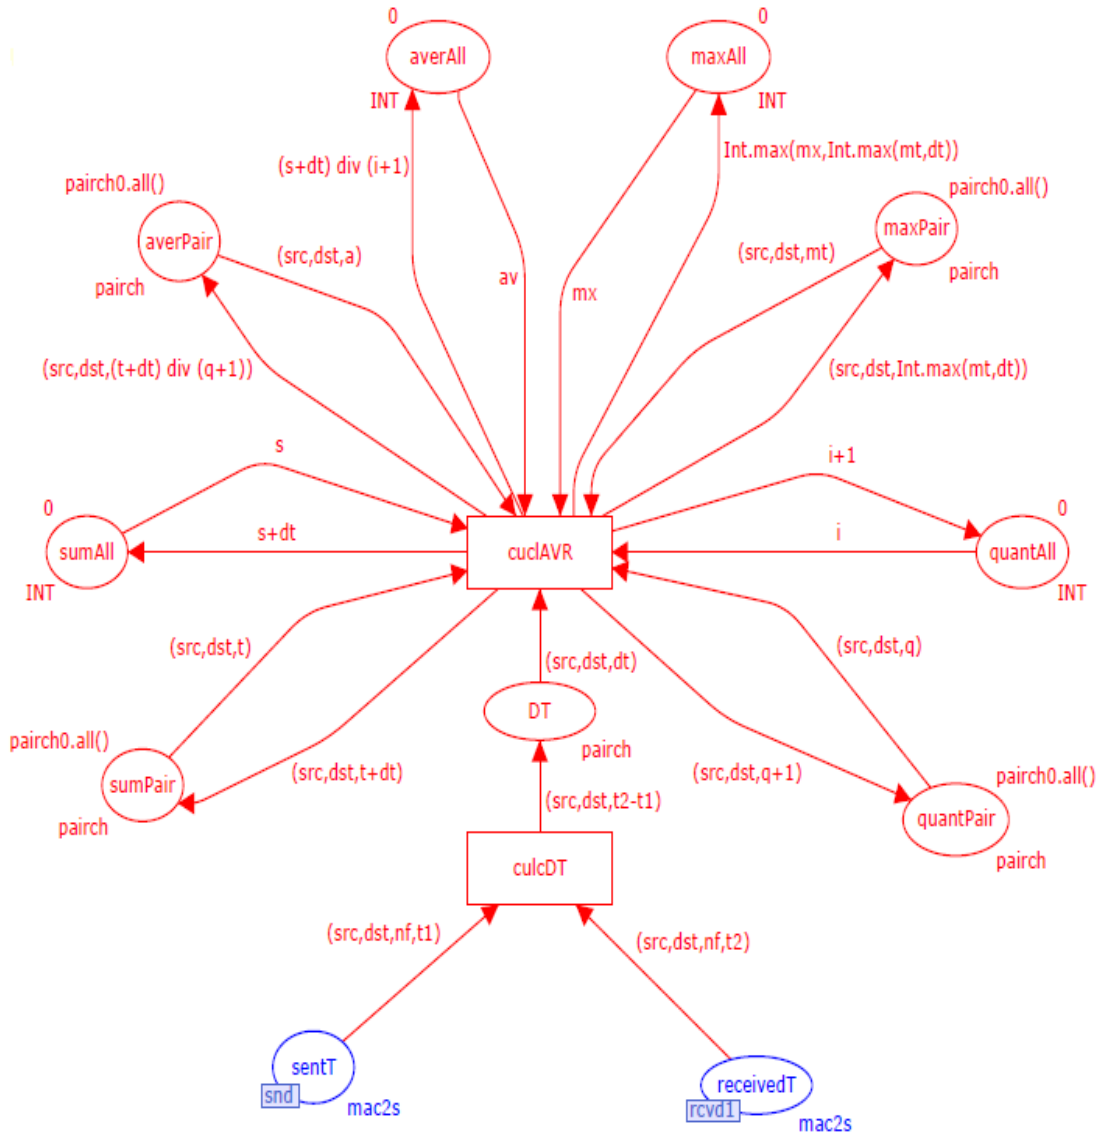 0
0
averAll
maxAll
INT
INT
(s+dt) div (i+1)
Int.max(mx,Int.max(mt,dt))
pairch0.all()
pairch0.all()
averPair
maxPair
(src,dst,a)
(src,dst,mt)
pairch
pairch
av
mx
(src,dst,(t+dt) div (q+1))
(src,dst,Int.max(mt,dt))
s
i+1
0
0
sumAll
s+dt
cuclAVR
i
quantAll
INT
INT
(src,dst,t)
(src,dst,q)
(src,dst,dt)
DT
pairch
pairch0.all()
sumPair
(src,dst,t+dt)
(src,dst,q+1)
pairch0.all()
pairch
(src,dst,t2-t1)
quantPair
pairch
culcDT
(src,dst,nf,t1)
(src,dst,nf,t2)
sentT
snd
mac2s
receivedT
rcvd1
mac2s